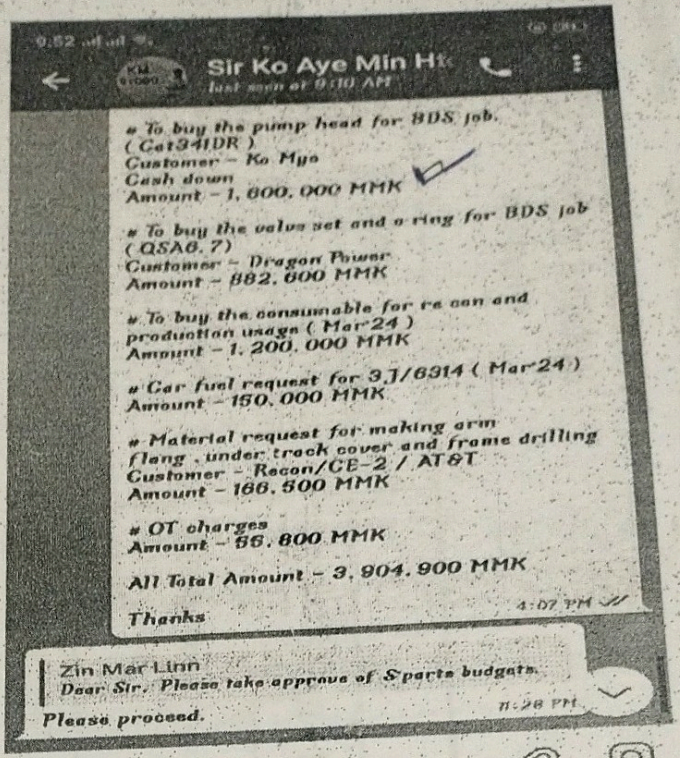 9:52
Sir Ko Aye Min Ht
last seen at 9:10 AM
# To buy the pump head for BDS job.
( Cat341DR )
Customer - Ko Myo
Cash down
Amount - 1, 600, 000 MMK
# To buy the valve set and o ring for BDS job
( QSA6. 7)
Customer - Dragon Power
Amount - 882, 600 MMK
# To buy the consumable for re con and
production usage ( Mar'24 )
Amount - 1, 200, 000 MMK
# Car fuel request for 3J/6314 ( Mar'24 )
Amount - 150, 000 MMK
# Material request for making arm
flang , under track cover and frame drilling
Customer - Recon/CE-2 / AT&T
Amount - 166, 500 MMK
# OT charges
Amount - 55, 800 MMK
All Total Amount - 3, 904, 900 MMK
Thanks
4:07 PM
Zin Mar Linn
Dear Sir, Please take approve of S parts budgets.
Please proceed.
11:28 PM